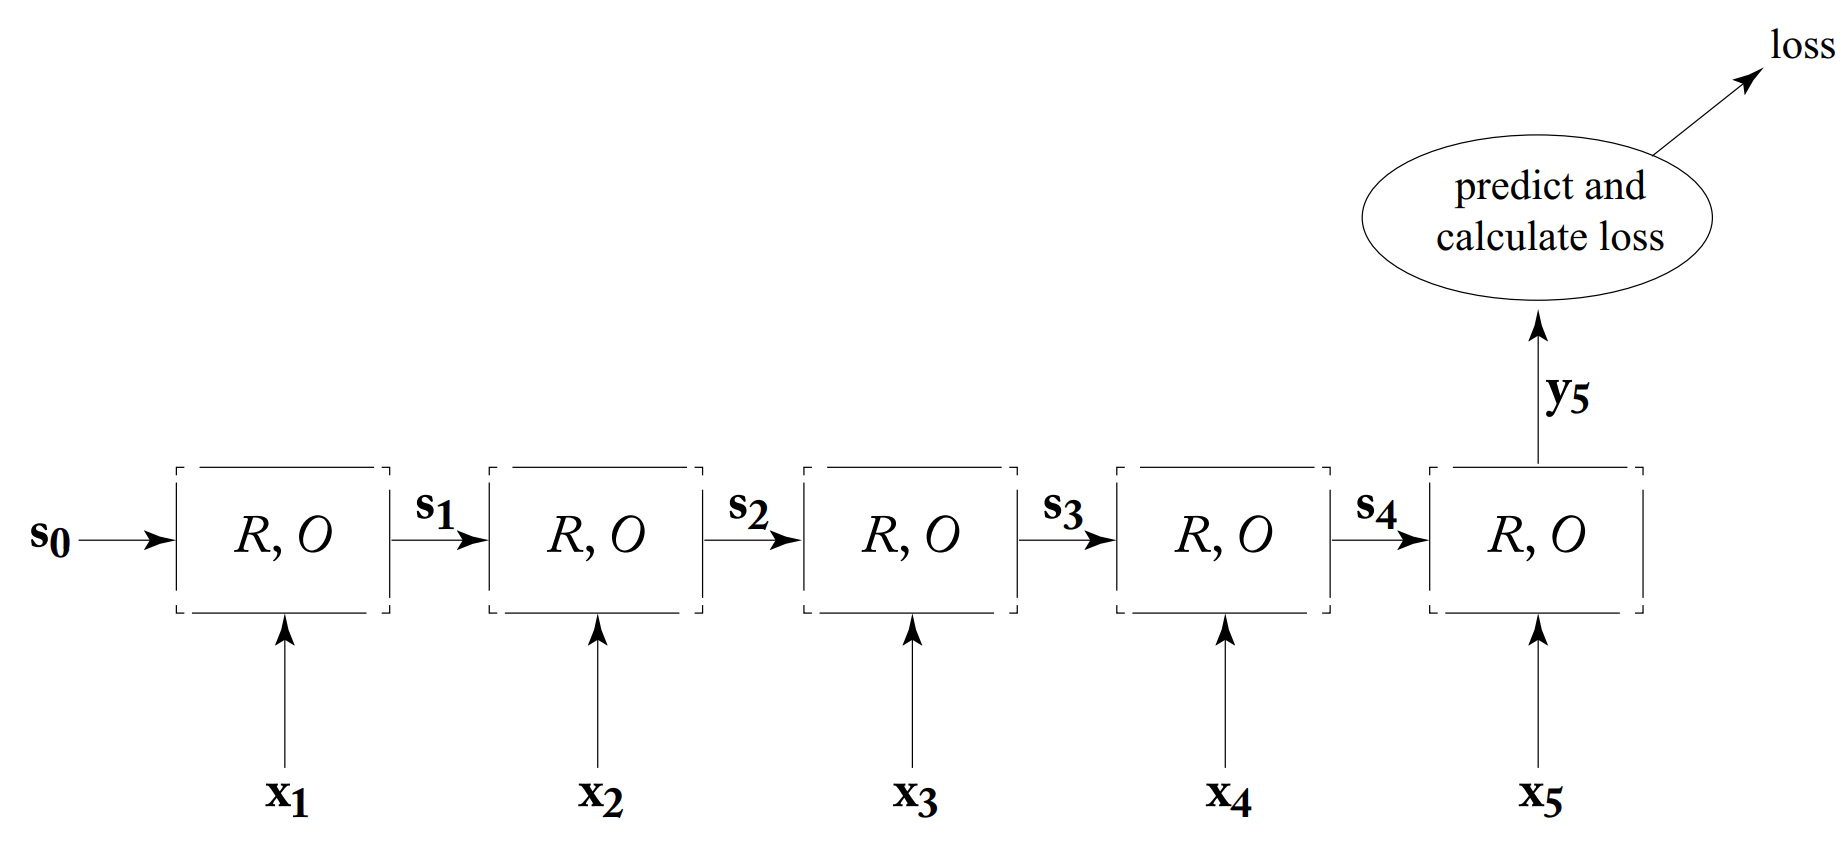 loss
predict and
calculate loss
y5
s0
R, O
s1
R, O
s2
R, O
s3
R, O
s4
R, O
x1
x2
x3
x4
x5